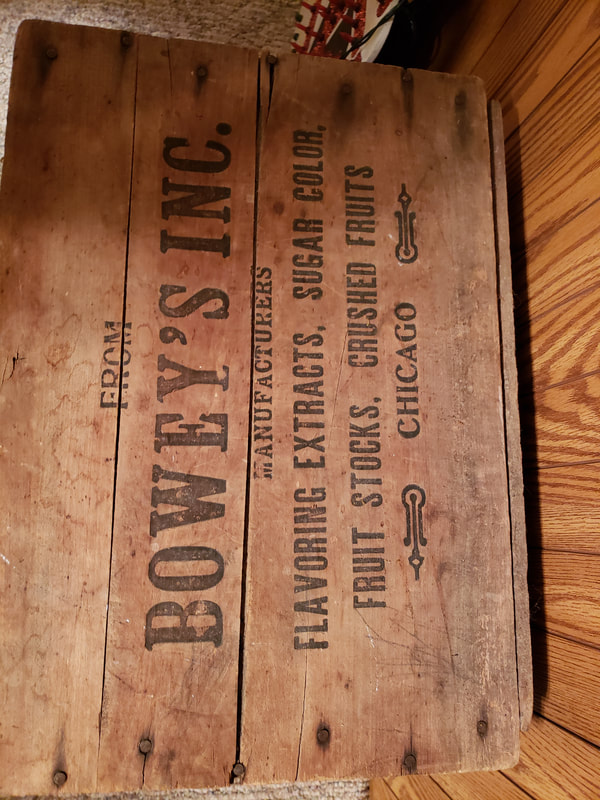 FROM
BOWEY'S INC.
MANUFACTURERS
FLAVORING EXTRACTS, SUGAR COLOR,
FRUIT STOCKS, CRUSHED FRUITS
CHICAGO